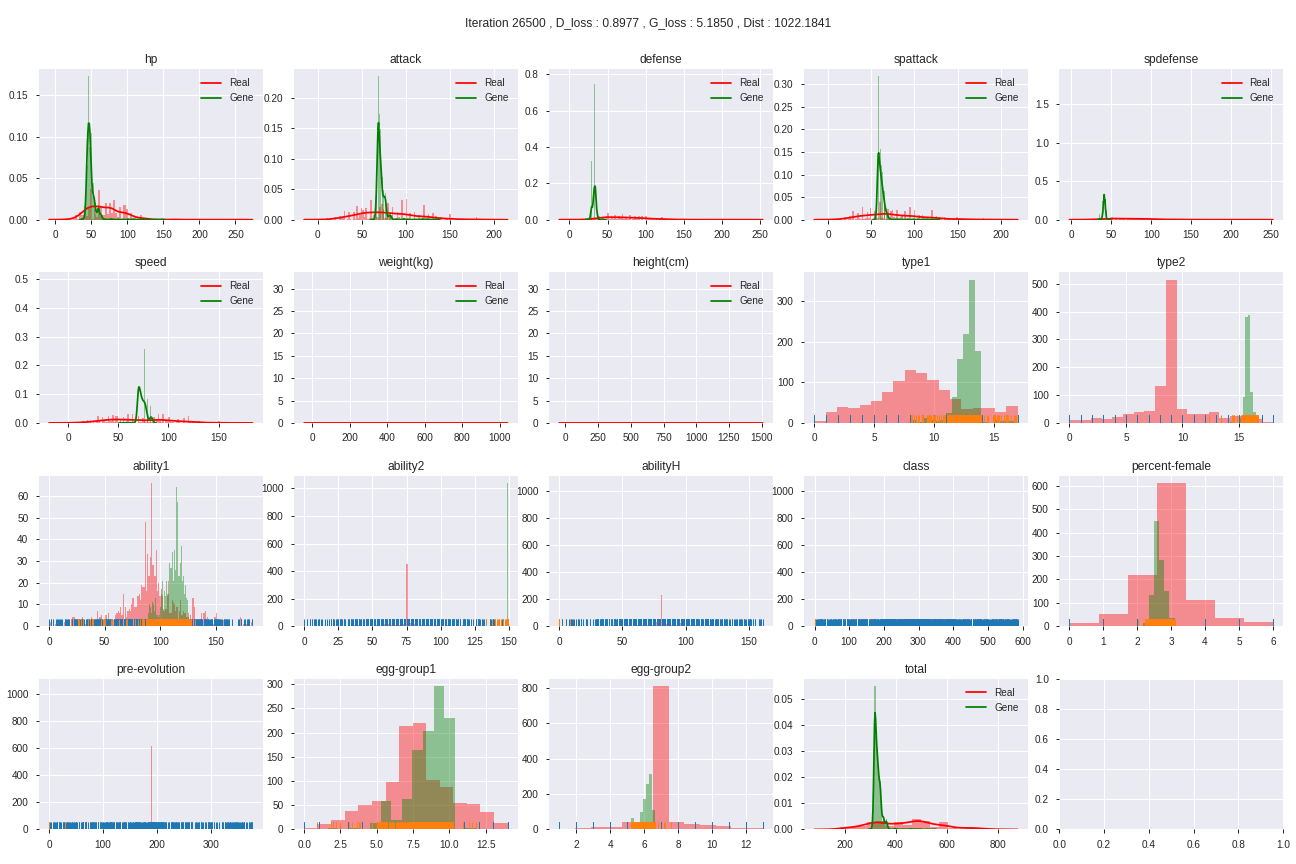 Iteration 26500 , D_loss : 0.8977 , G_loss : 5.1850 , Dist : 1022.1841
hp
attack
defense
spattack
spdefense
0.15
0.10
0.05
0.00
0 50 100 150 200 250
Real
Gene
0.20
0.15
0.10
0.05
0.00
0 50 100 150 200
Real
Gene
0.8
0.6
0.4
0.2
0.0
0 50 100 150 200 250
Real
Gene
0.30
0.25
0.20
0.15
0.10
0.05
0.00
0 50 100 150 200
Real
Gene
1.5
1.0
0.5
0.0
0 50 100 150 200 250
Real
Gene
speed
weight(kg)
height(cm)
type1
type2
0.5
0.4
0.3
0.2
0.1
0.0
0 50 100 150
Real
Gene
30
25
20
15
10
5
0
0 200 400 600 800 1000
Real
Gene
30
25
20
15
10
5
0
0 250 500 750 1000 1250 1500
Real
Gene
300
200
100
0
0 5 10 15
500
400
300
200
100
0
0 5 10 15
ability1
ability2
abilityH
class
percent-female
60
50
40
30
20
10
0
0 50 100 150
1000
800
600
400
200
0
0 25 50 75 100 125 150
1000
800
600
400
200
0
0 50 100 150
1000
800
600
400
200
0
0 100 200 300 400 500 600
600
500
400
300
200
100
0
0 1 2 3 4 5 6
pre-evolution
egg-group1
egg-group2
total
1000
800
600
400
200
0
0 100 200 300
300
250
200
150
100
50
0
0.0 2.5 5.0 7.5 10.0 12.5
800
600
400
200
0
2 4 6 8 10 12
0.05
0.04
0.03
0.02
0.01
0.00
200 400 600 800
Real
Gene
1.0
0.8
0.6
0.4
0.2
0.0
0.0 0.2 0.4 0.6 0.8 1.0